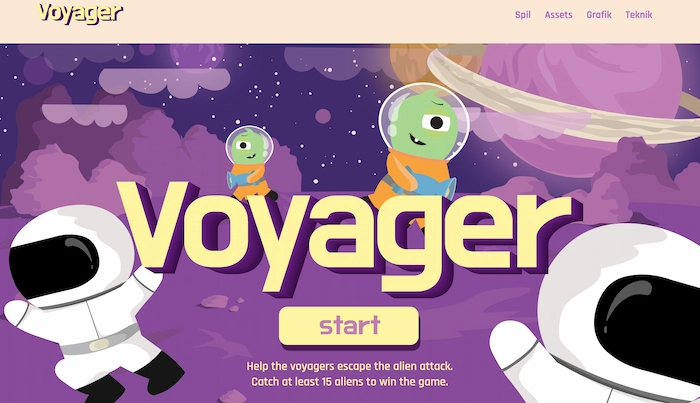 Voyager
Spil Assets Grafik Teknik
Voyager
start
Help the voyagers escape the alien attack.
Catch at least 15 aliens to win the game.